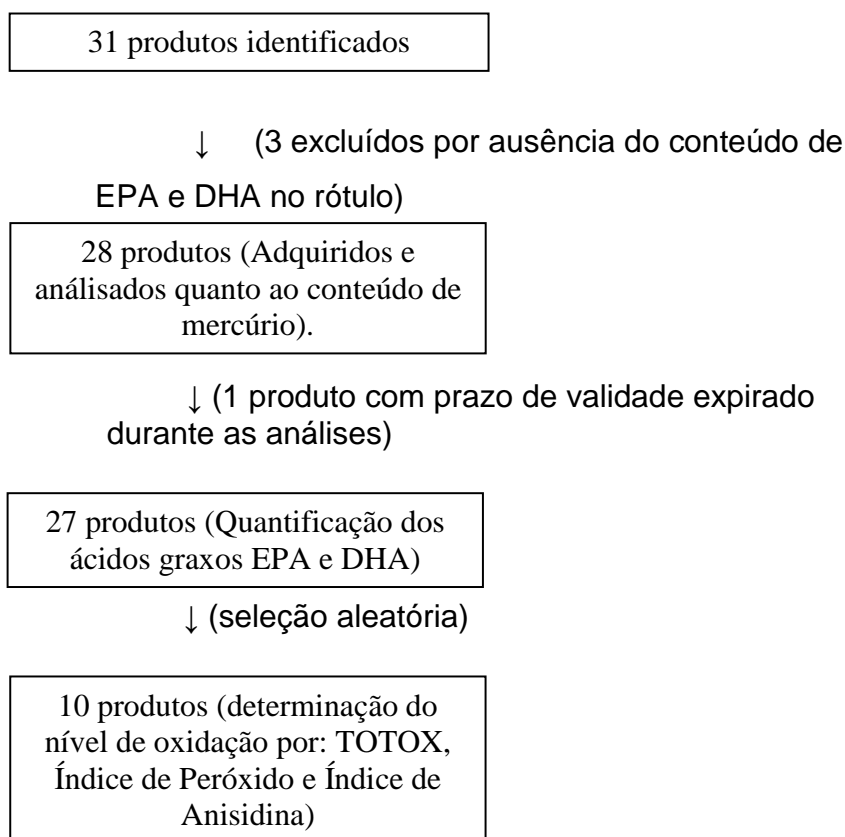 31 produtos identificados
↓ (3 excluídos por ausência do conteúdo de
EPA e DHA no rótulo)
28 produtos (Adquiridos e
análisados quanto ao conteúdo de
mercúrio).
↓ (1 produto com prazo de validade expirado
durante as análises)
27 produtos (Quantificação dos
ácidos graxos EPA e DHA)
↓ (seleção aleatória)
10 produtos (determinação do
nível de oxidação por: TOTOX,
Índice de Peróxido e Índice de
Anisidina)